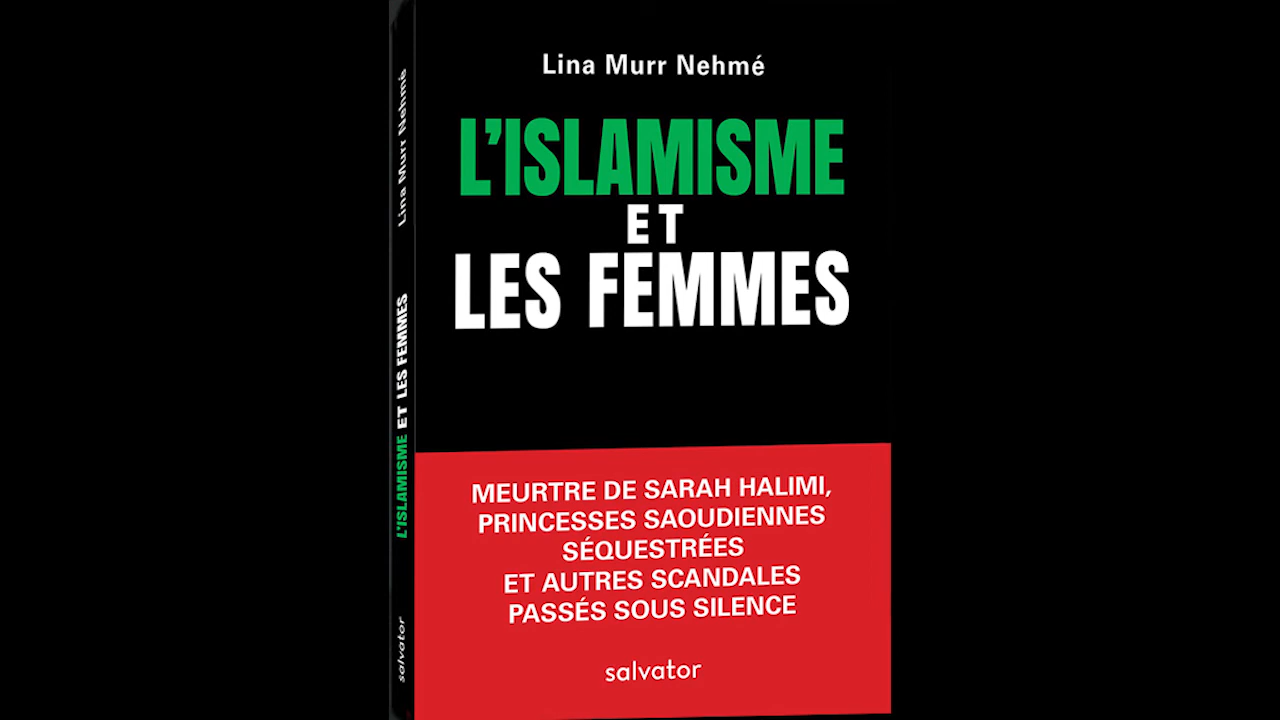 Lina Murr Nehmé
L'ISLAMISME
ET
LES FEMMES
MEURTRE DE SARAH HALIMI,
PRINCESSES SAOUDIENNES
SÉQUESTRÉES
ET AUTRES SCANDALES
PASSÉS SOUS SILENCE
salvator
Lina Murr Nehmé
L'ISLAMISME ET LES FEMMES
salvator